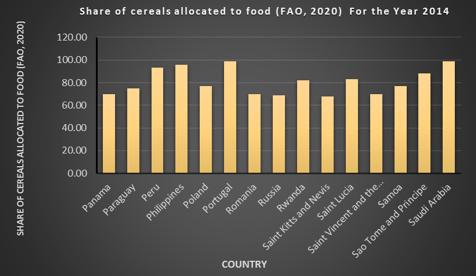 Share of cereals allocated to food (FAO, 2020) For the Year 2014
SHARE OF CEREALS ALLOCATED TO FOOD (FAO, 2020)
120.00
100.00
80.00
60.00
40.00
20.00
0.00
Panama
Paraguay
Peru
Philippines
Poland
Portugal
Romania
Russia
Rwanda
Saint Kitts and Nevis
Saint Lucia
Saint Vincent and the...
Samoa
Sao Tome and Principe
Saudi Arabia
COUNTRY